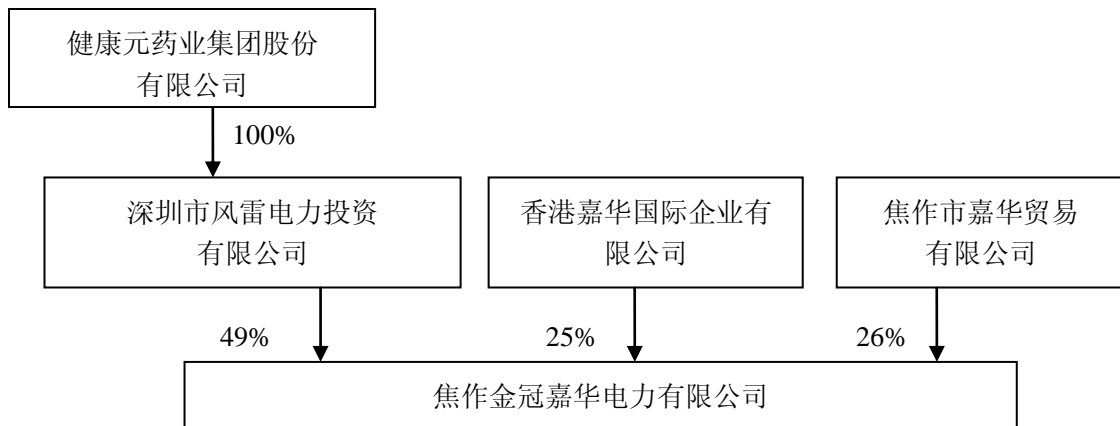 健康元药业集团股份
有限公司
100%
深圳市风雷电力投资
有限公司
香港嘉华国际企业有
限公司
焦作市嘉华贸易
有限公司
49%
25%
26%
焦作金冠嘉华电力有限公司